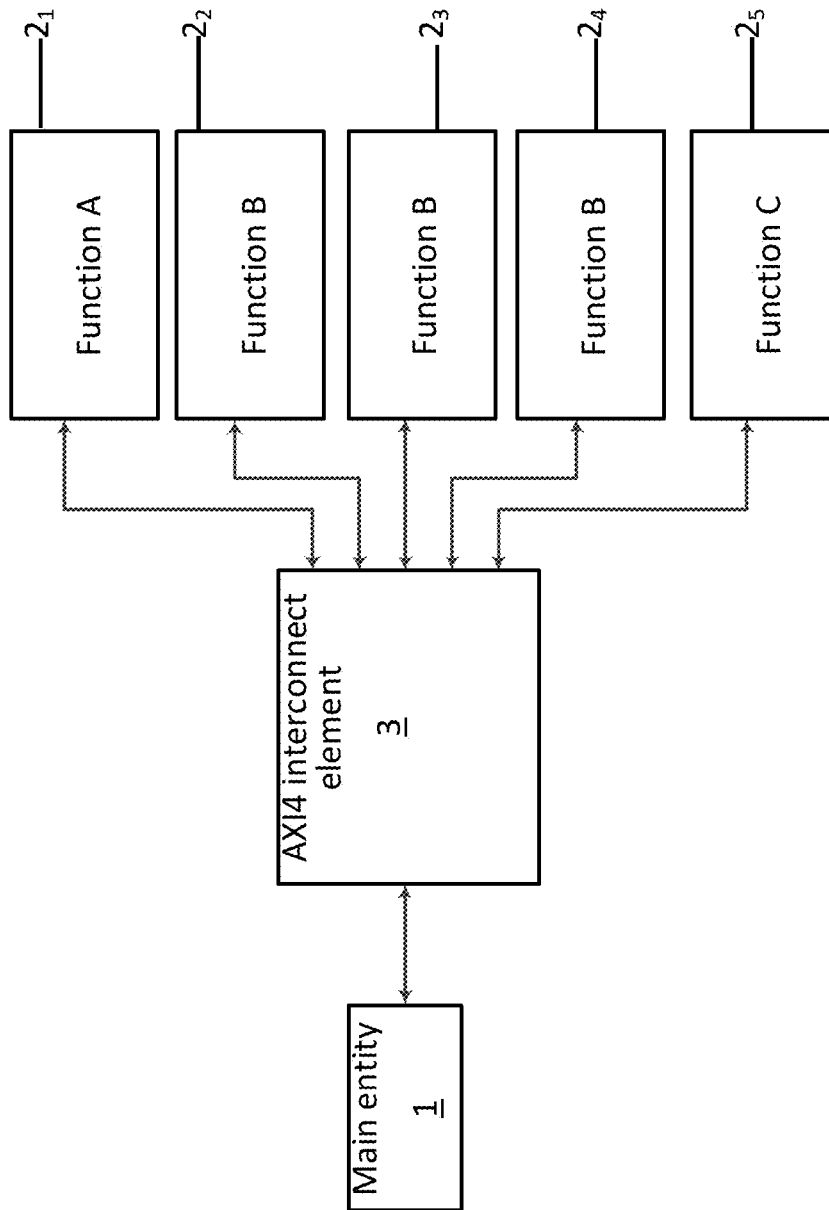 Main entity
1
AXI4 interconnect
element
3
Function A
2₁
Function B
2₂
Function B
2₃
Function B
2₄
Function C
2₅